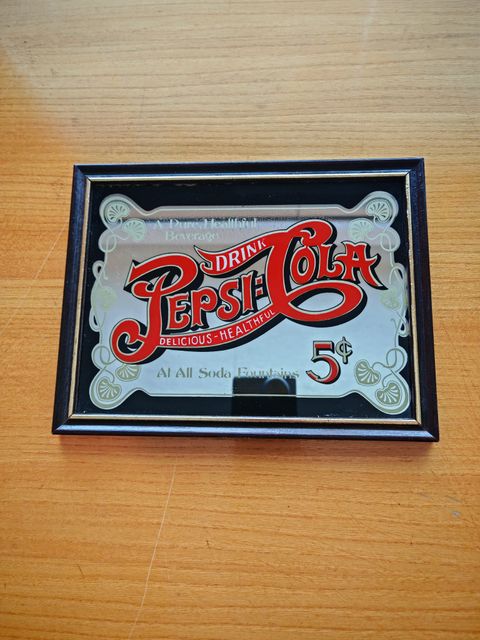 A Pure, Healthful
Beverage
DRINK
PEPSI=COLA
DELICIOUS-HEALTHFUL
At All Soda Fountains
5¢